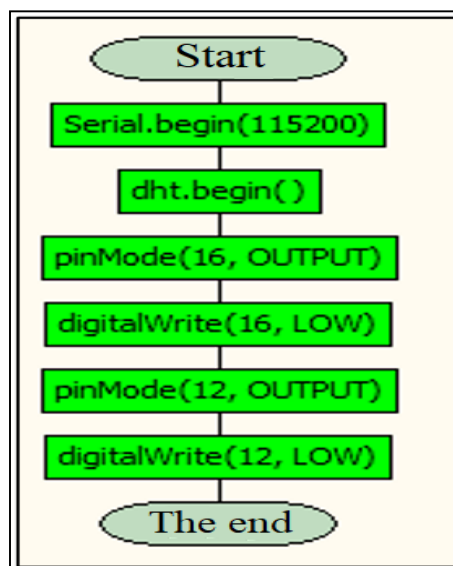 Start
Serial.begin(115200)
dht.begin()
pinMode(16, OUTPUT)
digitalWrite(16, LOW)
pinMode(12, OUTPUT)
digitalWrite(12, LOW)
The end